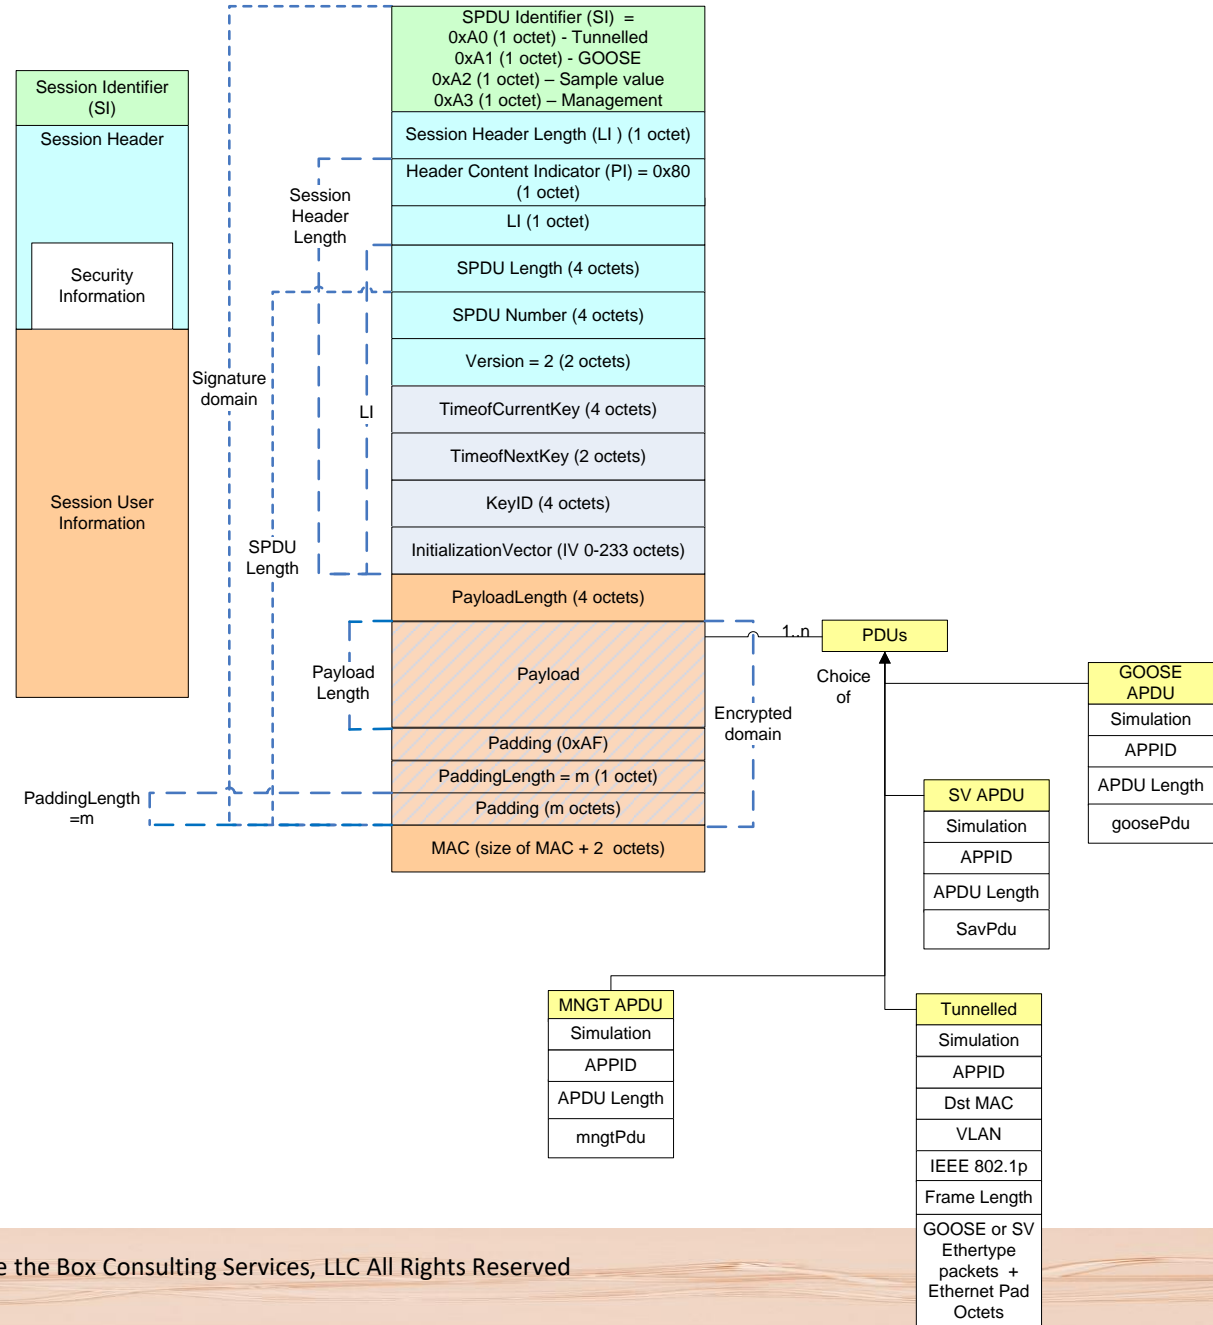 SPDU Identifier (SI)  =
0xA0 (1 octet) - Tunnelled
0xA1 (1 octet) - GOOSE
0xA2 (1 octet) – Sample value
0xA3 (1 octet) – Management
Session Identifier
(SI)
Session Header
Security
Information
Session User
Information
Session Header Length (LI ) (1 octet)
Header Content Indicator (PI) = 0x80
(1 octet)
LI (1 octet)
SPDU Length (4 octets)
SPDU Number (4 octets)
Version = 2 (2 octets)
TimeofCurrentKey (4 octets)
TimeofNextKey (2 octets)
KeyID (4 octets)
InitializationVector (IV 0-233 octets)
PayloadLength (4 octets)
Payload
Padding (0xAF)
PaddingLength = m (1 octet)
Padding (m octets)
MAC (size of MAC + 2  octets)
Session
Header
Length
Signature
domain
LI
SPDU
Length
Payload
Length
PaddingLength
=m
Encrypted
domain
1..n
PDUs
Choice
of
GOOSE
APDU
Simulation
APPID
APDU Length
goosePdu
SV APDU
Simulation
APPID
APDU Length
SavPdu
MNGT APDU
Simulation
APPID
APDU Length
mngtPdu
Tunnelled
Simulation
APPID
Dst MAC
VLAN
IEEE 802.1p
Frame Length
GOOSE or SV
Ethertype
packets  +
Ethernet Pad
Octets
e the Box Consulting Services, LLC All Rights Reserved